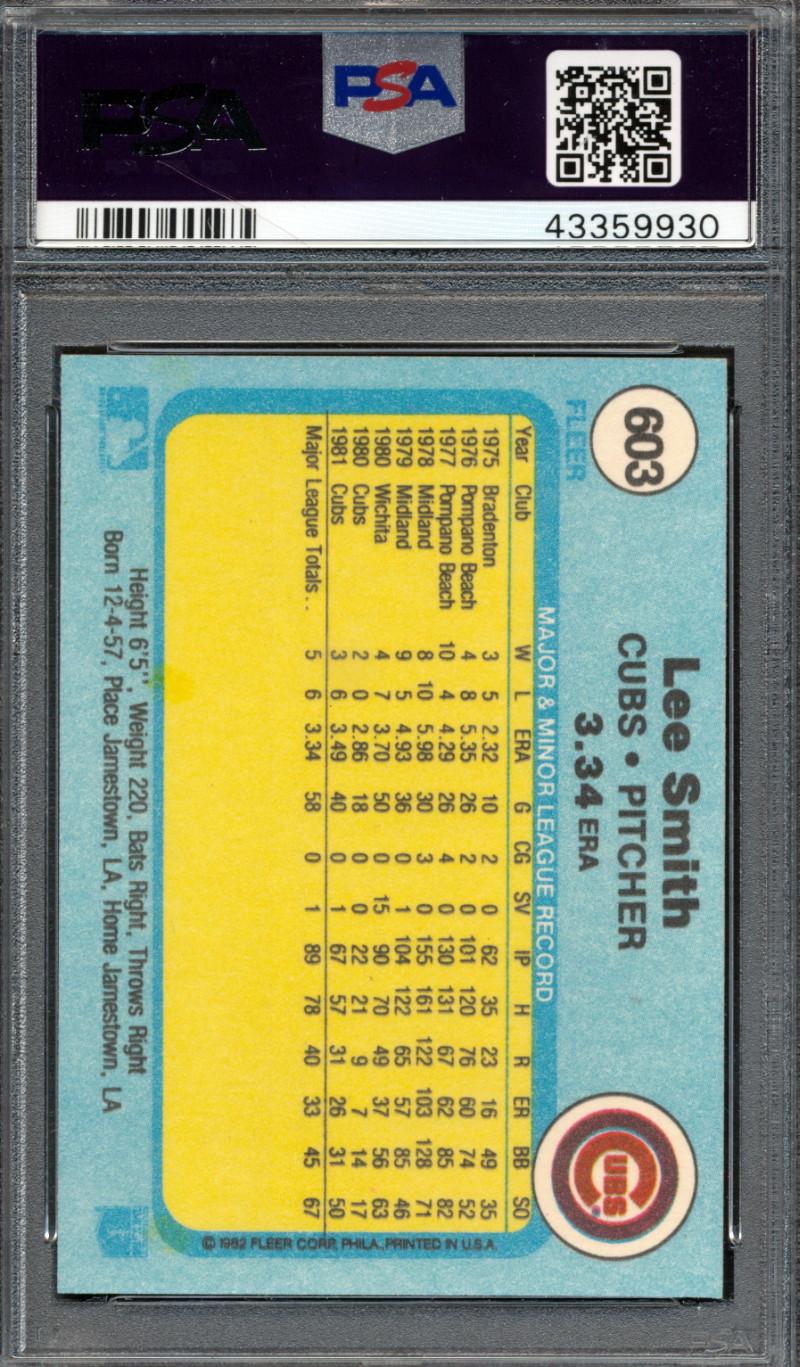 PSA
PSA
43359930
603
FLEER
Lee Smith
CUBS • PITCHER
3.34 ERA
CUBS
MAJOR & MINOR LEAGUE RECORD
Year Club W L ERA G CG SV IP H R ER BB SO
1975 Bradenton 3 5 2.32 10 2 0 62 35 23 16 49 35
1976 Pompano Beach 4 8 5.35 26 2 0 101 120 76 60 74 52
1977 Pompano Beach 10 4 4.29 26 4 0 130 131 67 62 85 82
1978 Midland 8 10 5.98 30 3 0 155 161 122 103 128 71
1979 Midland 9 5 4.93 36 0 1 104 122 65 57 85 46
1980 Wichita 4 7 3.70 50 0 15 90 70 49 37 56 63
1980 Cubs 2 0 2.86 18 0 0 22 21 9 7 14 17
1981 Cubs 3 6 3.49 40 0 1 67 57 31 26 31 50
Major League Totals . . 5 6 3.34 58 0 1 89 78 40 33 45 67
© 1982 FLEER CORP. PHILA., PRINTED IN U.S.A.
Height 6'5", Weight 220, Bats Right, Throws Right
Born 12-4-57, Place Jamestown, LA, Home Jamestown, LA
PSA